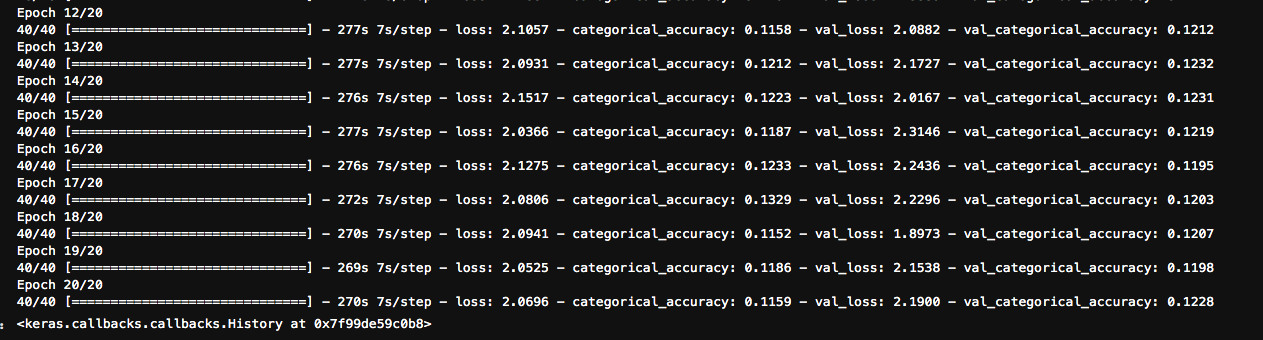 Epoch 12/20
40/40 [==============================] - 277s 7s/step - loss: 2.1057 - categorical_accuracy: 0.1158 - val_loss: 2.0882 - val_categorical_accuracy: 0.1212
Epoch 13/20
40/40 [==============================] - 277s 7s/step - loss: 2.0931 - categorical_accuracy: 0.1212 - val_loss: 2.1727 - val_categorical_accuracy: 0.1232
Epoch 14/20
40/40 [==============================] - 276s 7s/step - loss: 2.1517 - categorical_accuracy: 0.1223 - val_loss: 2.0167 - val_categorical_accuracy: 0.1231
Epoch 15/20
40/40 [==============================] - 277s 7s/step - loss: 2.0366 - categorical_accuracy: 0.1187 - val_loss: 2.3146 - val_categorical_accuracy: 0.1219
Epoch 16/20
40/40 [==============================] - 276s 7s/step - loss: 2.1275 - categorical_accuracy: 0.1233 - val_loss: 2.2436 - val_categorical_accuracy: 0.1195
Epoch 17/20
40/40 [==============================] - 272s 7s/step - loss: 2.0806 - categorical_accuracy: 0.1329 - val_loss: 2.2296 - val_categorical_accuracy: 0.1203
Epoch 18/20
40/40 [==============================] - 270s 7s/step - loss: 2.0941 - categorical_accuracy: 0.1152 - val_loss: 1.8973 - val_categorical_accuracy: 0.1207
Epoch 19/20
40/40 [==============================] - 269s 7s/step - loss: 2.0525 - categorical_accuracy: 0.1186 - val_loss: 2.1538 - val_categorical_accuracy: 0.1198
Epoch 20/20
40/40 [==============================] - 270s 7s/step - loss: 2.0696 - categorical_accuracy: 0.1159 - val_loss: 2.1900 - val_categorical_accuracy: 0.1228
: <keras.callbacks.callbacks.History at 0x7f99de59c0b8>